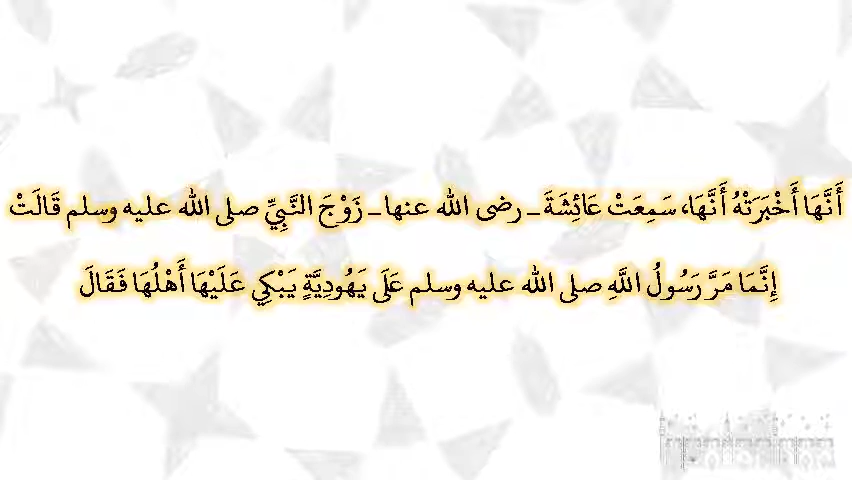 أَنَّهَا أَخْبَرَتْهُ أَنَّهَا، سَمِعَتْ عَائِشَةَ ـ رضى الله عنها ـ زَوْجَ النَّبِيِّ صلى الله عليه وسلم قَالَتْ
إِنَّمَا مَرَّ رَسُولُ اللَّهِ صلى الله عليه وسلم عَلَى يَهُودِيَّةٍ يَبْكِي عَلَيْهَا أَهْلُهَا فَقَالَ